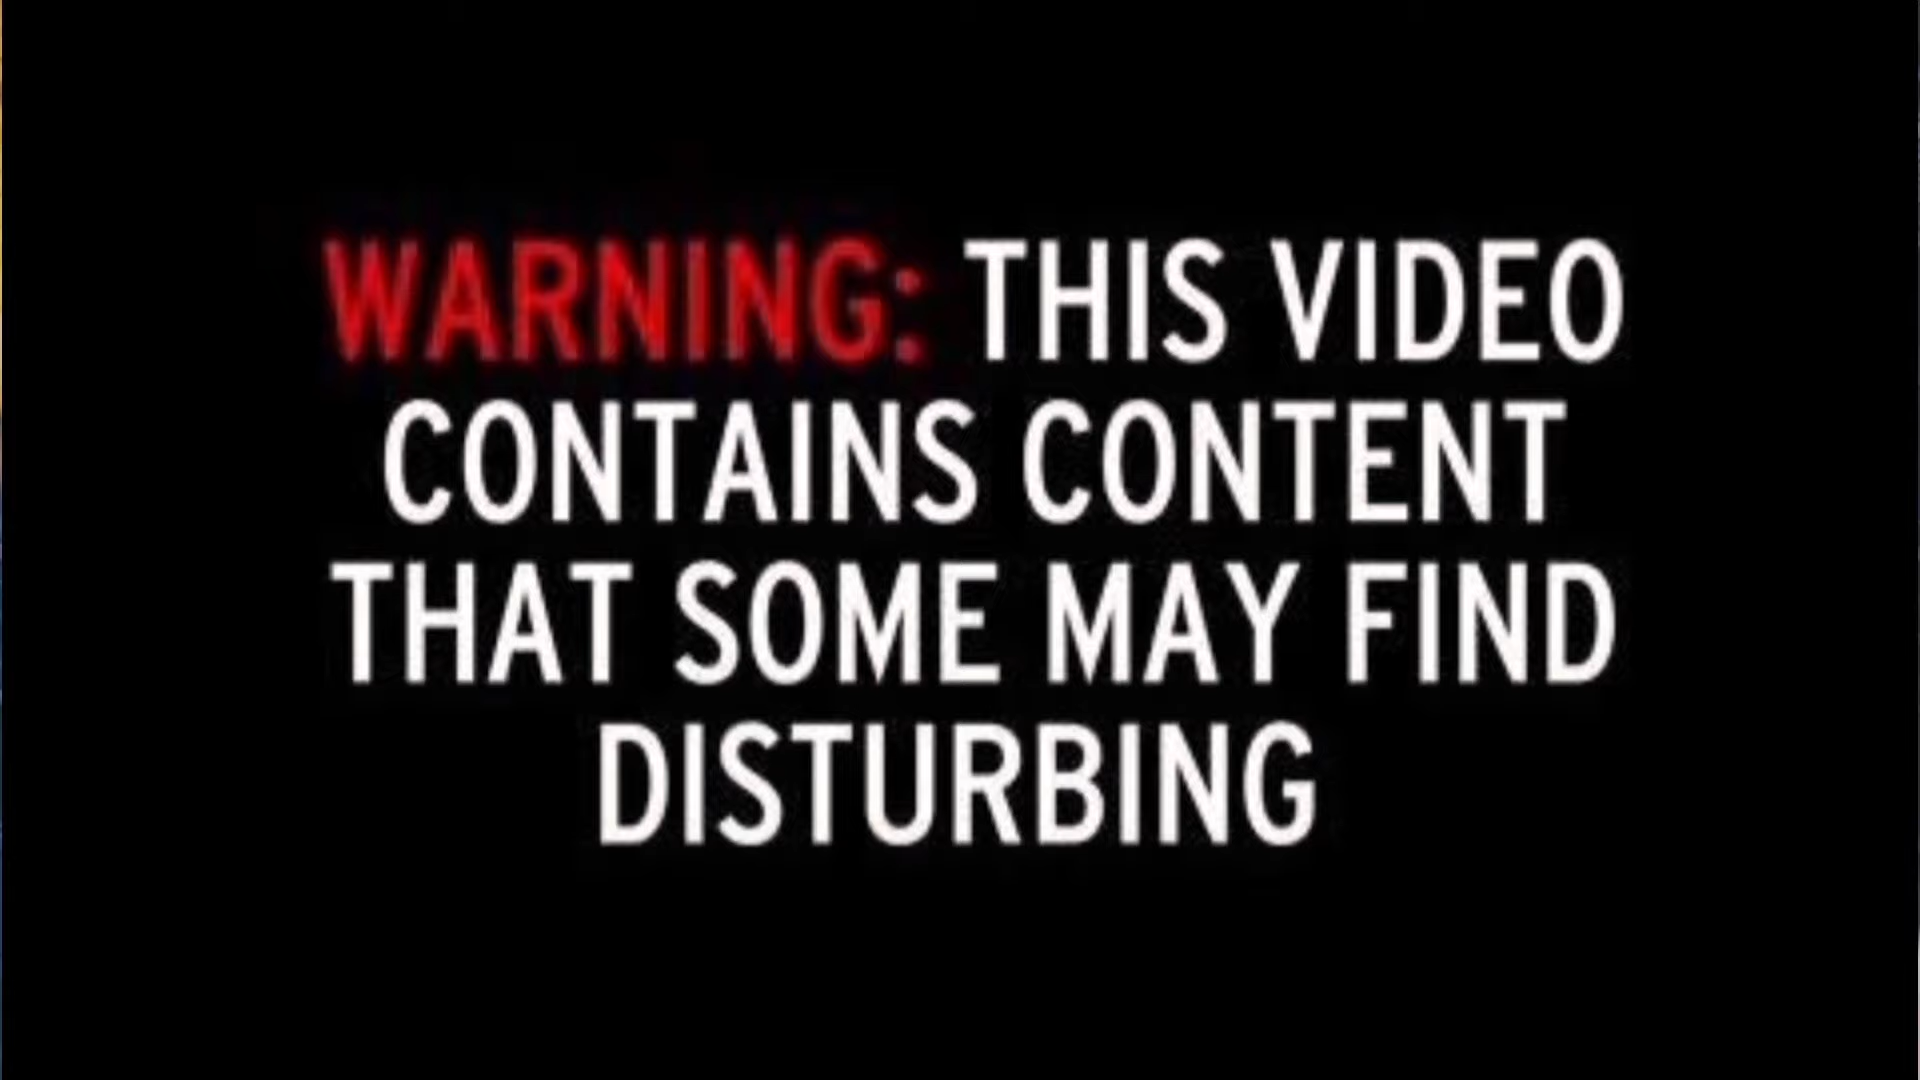 WARNING: THIS VIDEO
CONTAINS CONTENT
THAT SOME MAY FIND
DISTURBING